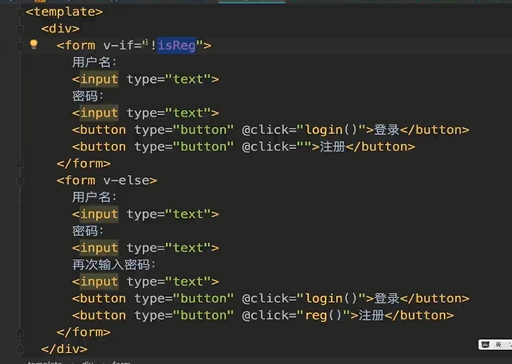 <template>
<div>
<form v-if="!isReg">
用户名:
<input type="text">
密码:
<input type="text">
<button type="button" @click="login()">登录</button>
<button type="button" @click="">注册</button>
</form>
<form v-else>
用户名:
<input type="text">
密码:
<input type="text">
再次输入密码:
<input type="text">
<button type="button" @click="login()">登录</button>
<button type="button" @click="reg()">注册</button>
</form>
</div>
英